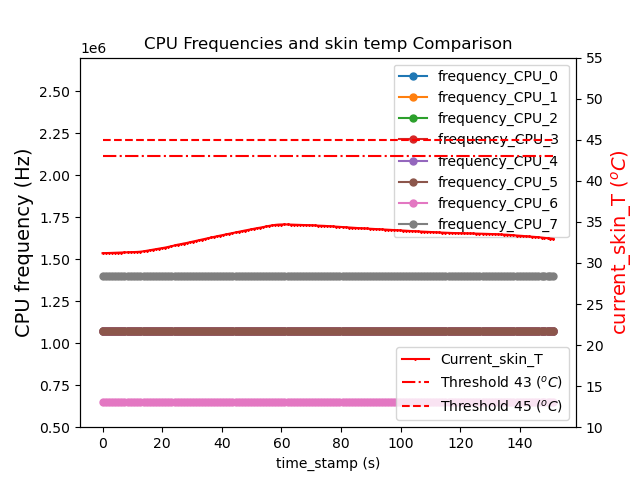 CPU Frequencies and skin temp Comparison
1e6
CPU frequency (Hz)
2.50
2.25
2.00
1.75
1.50
1.25
1.00
0.75
0.50
frequency_CPU_0
frequency_CPU_1
frequency_CPU_2
frequency_CPU_3
frequency_CPU_4
frequency_CPU_5
frequency_CPU_6
frequency_CPU_7
Current_skin_T
Threshold 43 (°C)
Threshold 45 (°C)
55
50
45
40
35
30
25
20
15
10
current_skin_T (°C)
0 20 40 60 80 100 120 140
time_stamp (s)